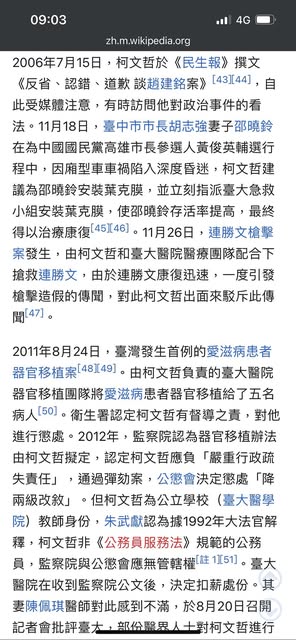 09:03
4G
zh.m.wikipedia.org
2006年7月15日，柯文哲於《民生報》撰文
《反省、認錯、道歉 談趙建銘案》[43][44]，自
此受媒體注意，有時訪問他對政治事件的看
法。11月18日，臺中市市長胡志強妻子邵曉鈴
在為中國國民黨高雄市長參選人黃俊英輔選行
程中，因廂型車車禍陷入深度昏迷，柯文哲建
議為邵曉鈴安裝葉克膜，並立刻指派臺大急救
小組安裝葉克膜，使邵曉鈴存活率提高，最終
得以治療康復[45][46]。11月26日，連勝文槍擊
案發生，由柯文哲和臺大醫院醫療團隊配合下
搶救連勝文，由於連勝文康復迅速，一度引發
槍擊造假的傳聞，對此柯文哲出面來駁斥此傳
聞[47]。
2011年8月24日，臺灣發生首例的愛滋病患者
器官移植案[48][49]。由柯文哲負責的臺大醫院
器官移植團隊將愛滋病患者器官移植給了五名
病人[50]。衛生署認定柯文哲有督導之責，對他
進行懲處。2012年，監察院認為器官移植辦法
由柯文哲擬定，認定柯文哲應負「嚴重行政疏
失責任」，通過彈劾案，公懲會決定懲處「降
兩級改敘」。但柯文哲為公立學校（臺大醫學
院）教師身份，朱武獻認為據1992年大法官解
釋，柯文哲非《公務員服務法》規範的公務
員，監察院與公懲會應無管轄權[註 1][51]。臺大
醫院在收到監察院公文後，決定扣薪處份。其
妻陳佩琪醫師對此感到不滿，於8月20日召開
記者會批評臺大，部份醫界人士對柯文哲進行